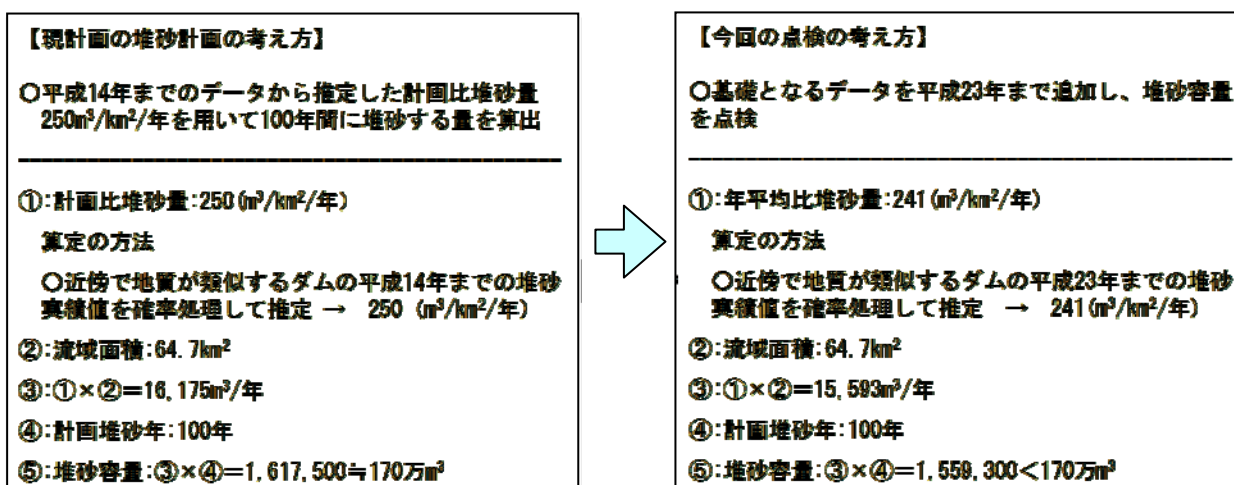 【現計画の堆砂計画の考え方】
○平成14年までのデータから推定した計画比堆砂量
250m³/km²/年を用いて100年間に堆砂する量を算出
①:計画比堆砂量:250(m³/km²/年)
算定の方法
○近傍で地質が類似するダムの平成14年までの堆砂
実績値を確率処理して推定 → 250 (m³/km²/年)
②:流域面積:64.7km²
③:①×②=16,175m³/年
④:計画堆砂年:100年
⑤:堆砂容量:③×④=1,617,500≒170万m³
【今回の点検の考え方】
○基礎となるデータを平成23年まで追加し、堆砂容量
を点検
①:年平均比堆砂量:241(m³/km²/年)
算定の方法
○近傍で地質が類似するダムの平成23年までの堆砂
実績値を確率処理して推定 → 241(m³/km²/年)
②:流域面積:64.7km²
③:①×②=15,593m³/年
④:計画堆砂年:100年
⑤:堆砂容量:③×④=1,559,300<170万m³